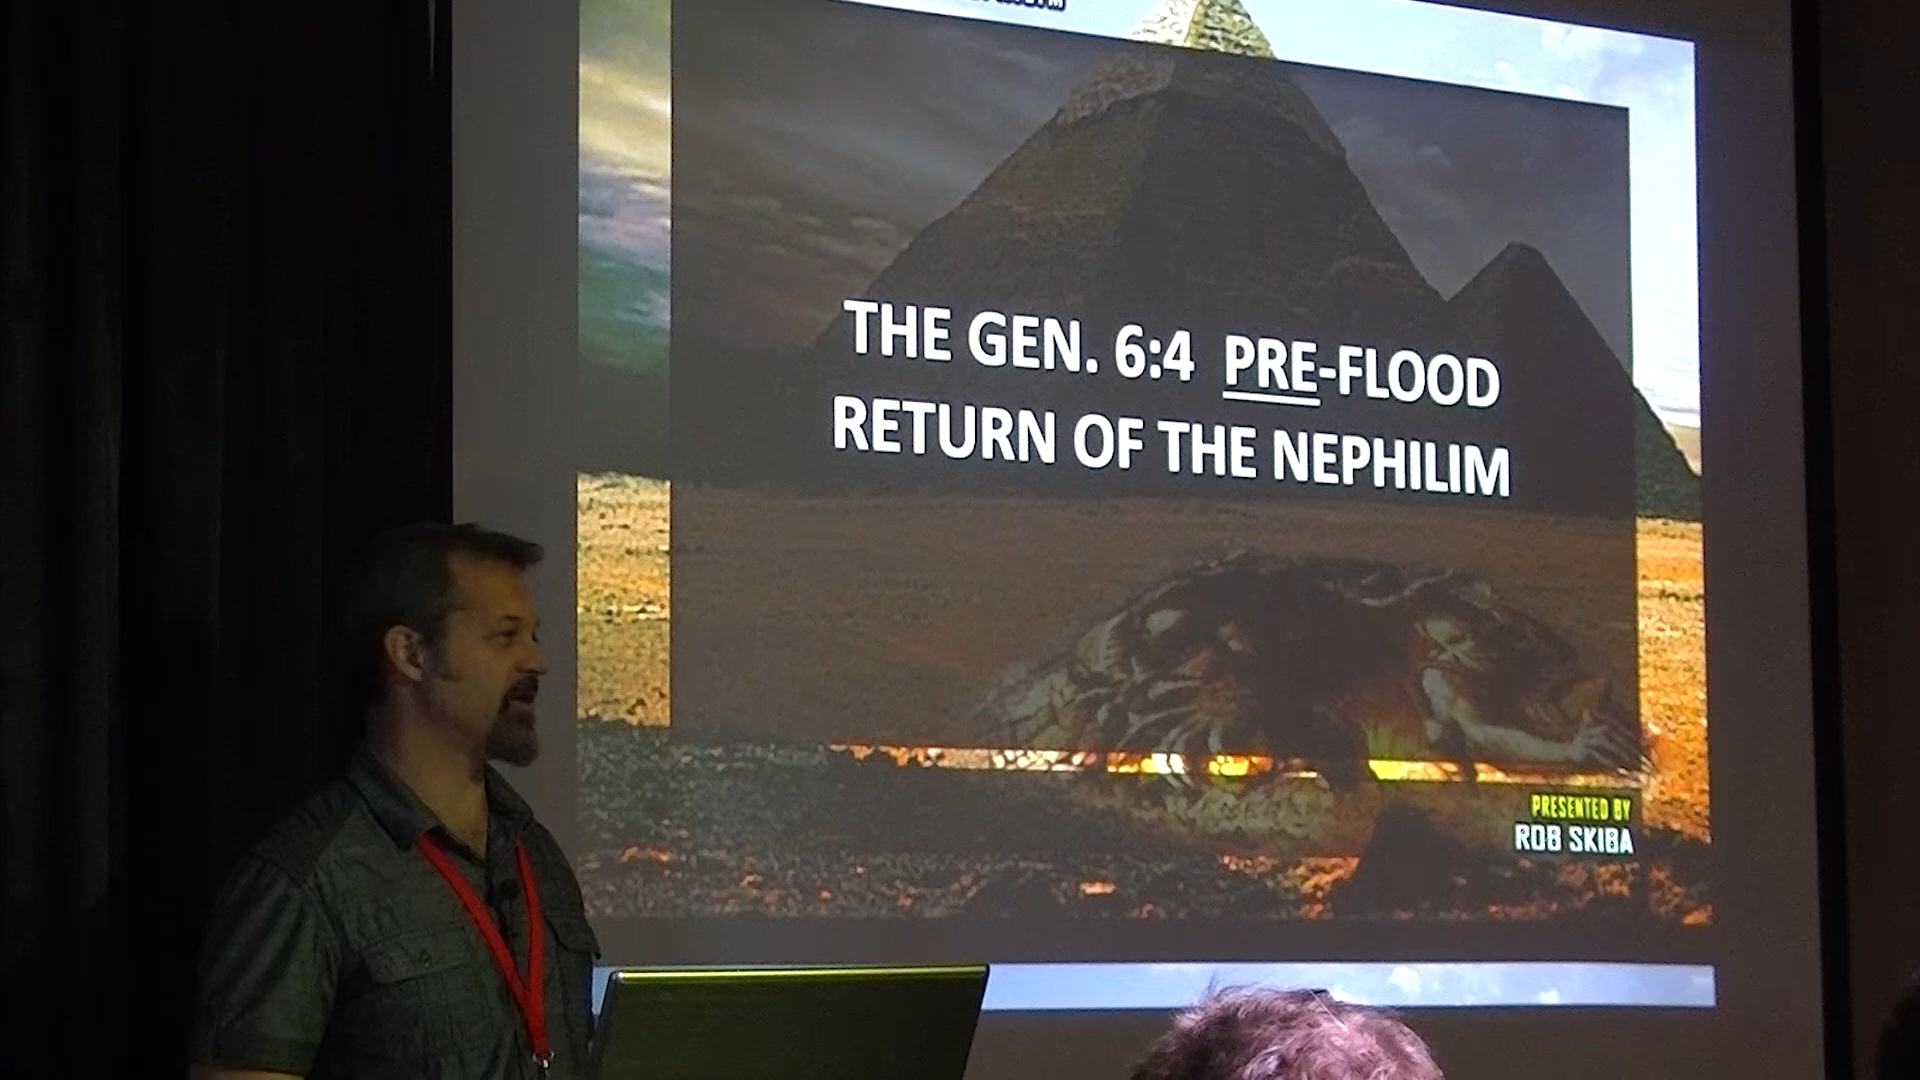 THE GEN. 6:4 PRE-FLOOD
RETURN OF THE NEPHILIM
PRESENTED BY
ROB SKIBA